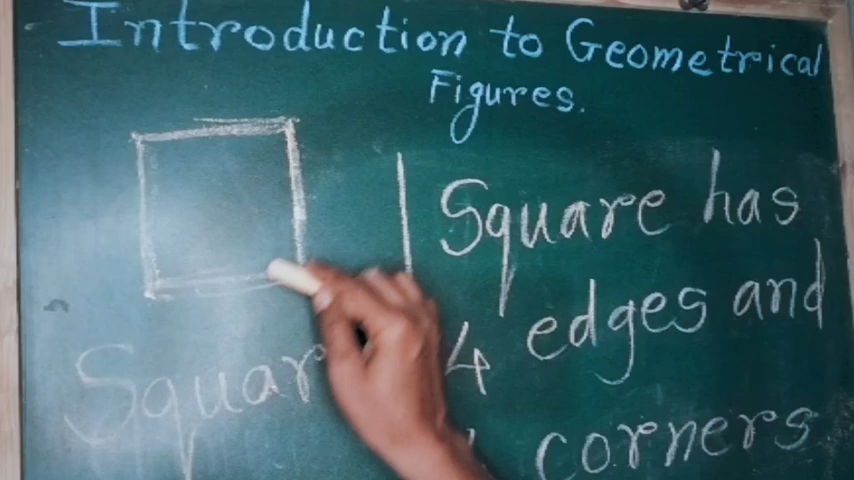 Introduction to Geometrical
Figures.
Square has
4 edges and
corners
Squar